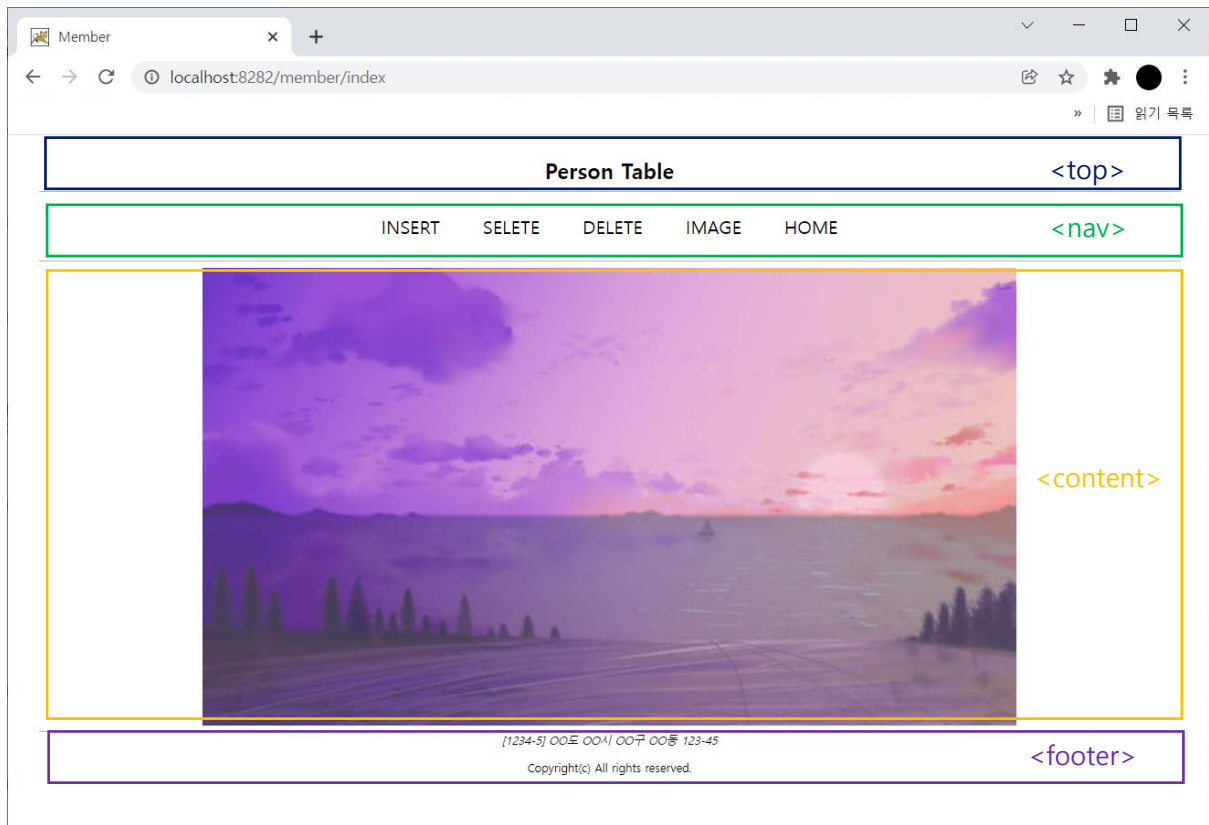 Member
localhost:8282/member/index
» 읽기 목록
Person Table <top>
INSERT SELETE DELETE IMAGE HOME <nav>
<content>
[1234-5] OO도 OO시 OO구 OO동 123-45
Copyright(c) All rights reserved.
<footer>